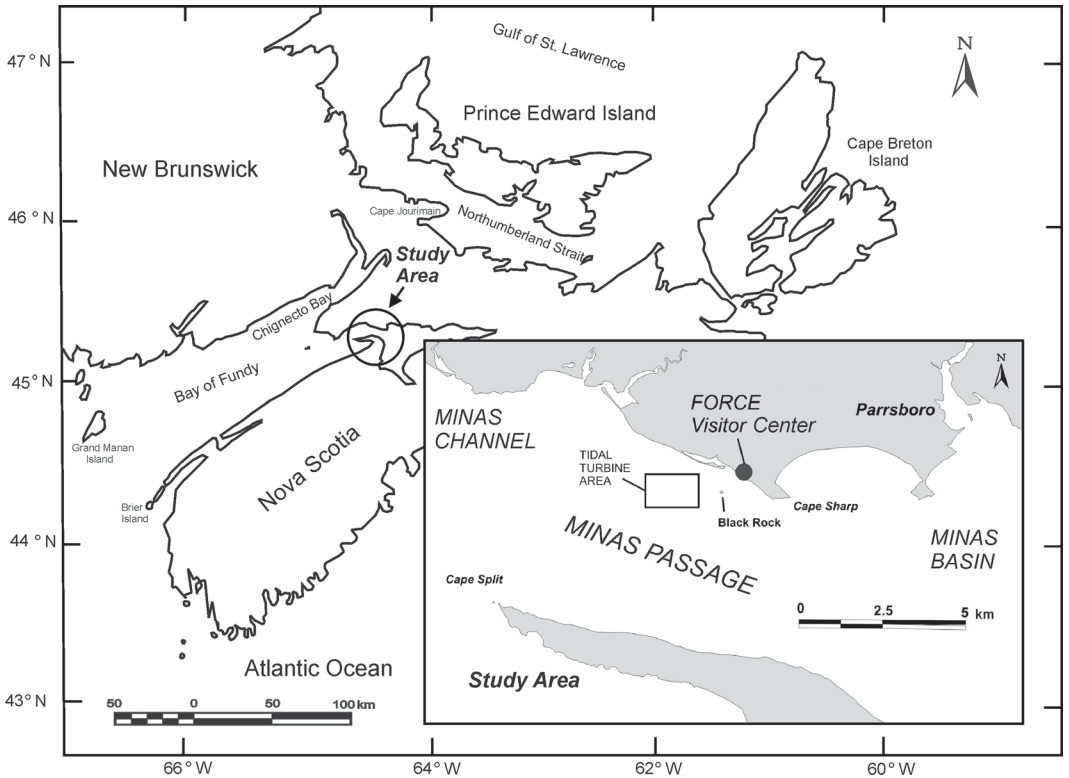 47° N
46° N
45° N
44° N
43° N
66° W
64° W
62° W
60° W
Gulf of St. Lawrence
N
Prince Edward Island
Cape Breton
Island
New Brunswick
Cape Jourimain
Northumberland Strait
Study
Area
Chignecto Bay
Bay of Fundy
Grand Manan
Island
Brier
Island
Nova Scotia
Atlantic Ocean
50 0 50 100 km
MINAS
CHANNEL
FORCE
Visitor Center
Parrsboro
N
TIDAL
TURBINE
AREA
Black Rock
Cape Sharp
MINAS PASSAGE
MINAS
BASIN
Cape Split
0 2.5 5 km
Study Area